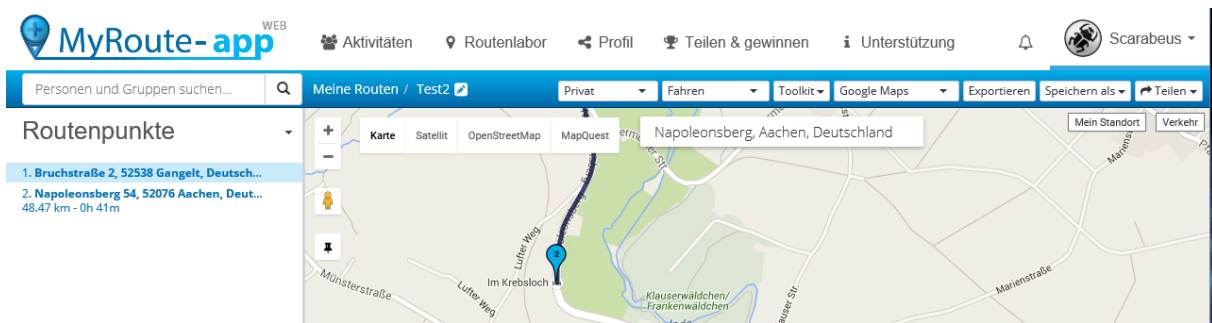 MyRoute-app WEB
Aktivitäten
Routenlabor
Profil
Teilen & gewinnen
Unterstützung
Scarabeus
Personen und Gruppen suchen...
Meine Routen / Test2
Privat
Fahren
Toolkit
Google Maps
Exportieren
Speichern als
Teilen
Routenpunkte
1. Bruchstraße 2, 52538 Gangelt, Deutsch...
2. Napoleonsberg 54, 52076 Aachen, Deut...
48.47 km - 0h 41m
+
−
Karte
Satellit
OpenStreetMap
MapQuest
Napoleonsberg, Aachen, Deutschland
Mein Standort
Verkehr
2
Lufter Weg
Im Krebsloch
Münsterstraße
Lufter Weg
Klauserwäldchen/
Frankenwäldchen
Marienstraße